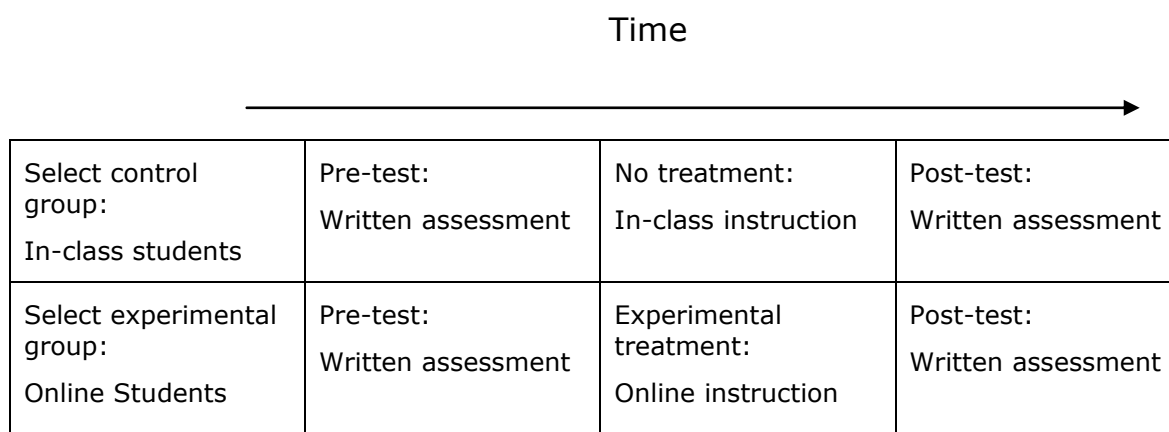 Time
Select control
group:
In-class students
Pre-test:
Written assessment
No treatment:
In-class instruction
Post-test:
Written assessment
Select experimental
group:
Online Students
Pre-test:
Written assessment
Experimental
treatment:
Online instruction
Post-test:
Written assessment